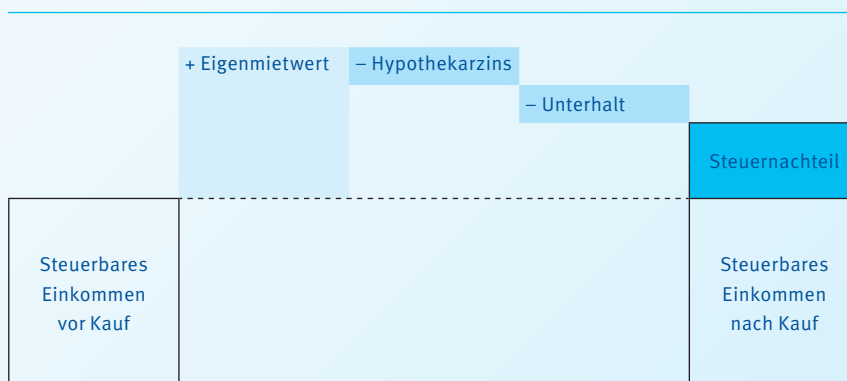 + Eigenmietwert
– Hypothekarzins
– Unterhalt
Steuernachteil
Steuerbares
Einkommen
vor Kauf
Steuerbares
Einkommen
nach Kauf